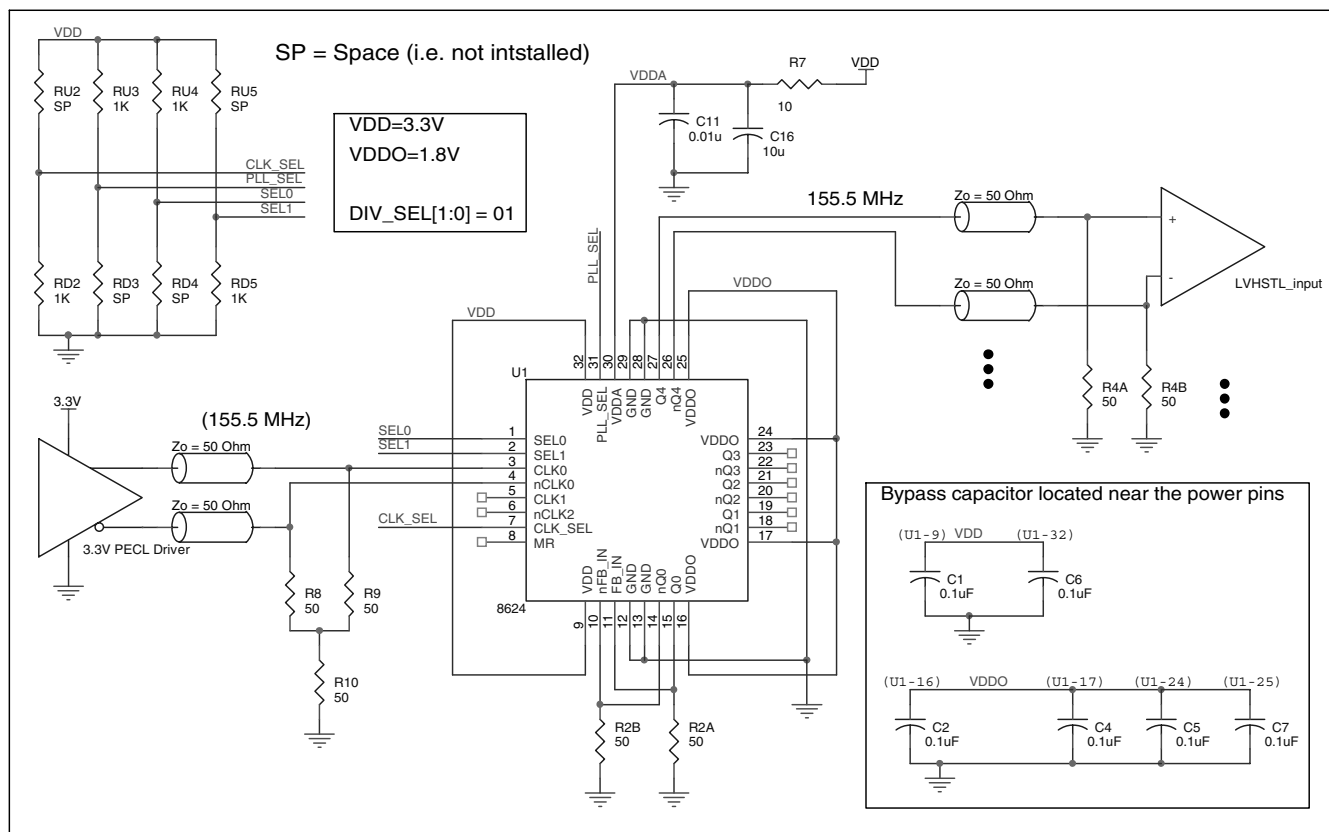 VDD
SP = Space (i.e. not intstalled)
RU2
SP
RU3
1K
RU4
1K
RU5
SP
CLK_SEL
PLL_SEL
SEL0
SEL1
RD2
1K
RD3
SP
RD4
SP
RD5
1K
VDD=3.3V
VDDO=1.8V
DIV_SEL[1:0] = 01
VDDA
R7
10
VDD
C11
0.01u
C16
10u
155.5 MHz
Zo = 50 Ohm
Zo = 50 Ohm
+
-
LVHSTL_input
R4A
50
R4B
50
PLL_SEL
VDD
VDDO
32
31
30
29
28
27
26
25
U1
VDD
PLL_SEL
VDDA
GND
GND
Q4
nQ4
VDDO
3.3V
(155.5 MHz)
Zo = 50 Ohm
Zo = 50 Ohm
3.3V PECL Driver
SEL0
SEL1
CLK_SEL
1 SEL0
2 SEL1
3 CLK0
4 nCLK0
5 CLK1
6 nCLK2
7 CLK_SEL
8 MR
VDDO 24
Q3 23
nQ3 22
Q2 21
nQ2 20
Q1 19
nQ1 18
VDDO 17
VDD
nFB_IN
FB_IN
GND
GND
nQ0
Q0
VDDO
8624
9
10
11
12
13
14
15
16
R8
50
R9
50
R10
50
R2B
50
R2A
50
Bypass capacitor located near the power pins
(U1-9) VDD (U1-32)
C1
0.1uF
C6
0.1uF
(U1-16) VDDO (U1-17) (U1-24) (U1-25)
C2
0.1uF
C4
0.1uF
C5
0.1uF
C7
0.1uF